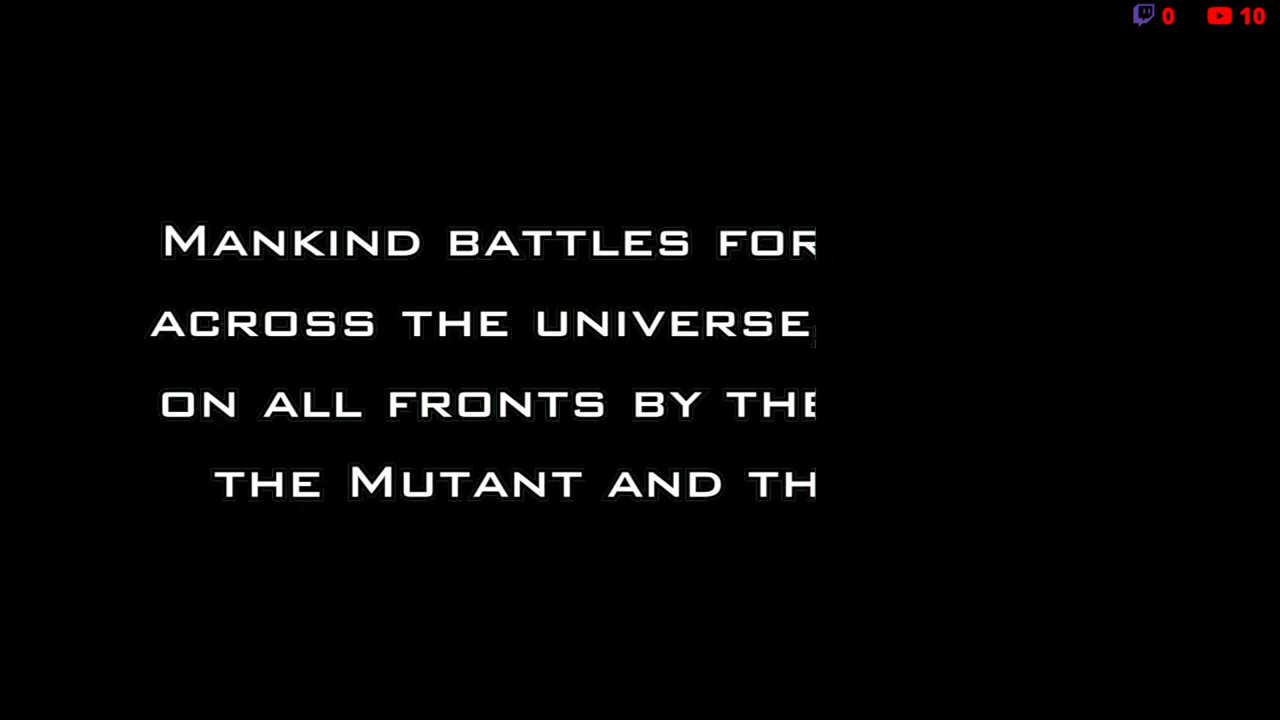 0 10
Mankind battles for
across the universe
on all fronts by the
the Mutant and th